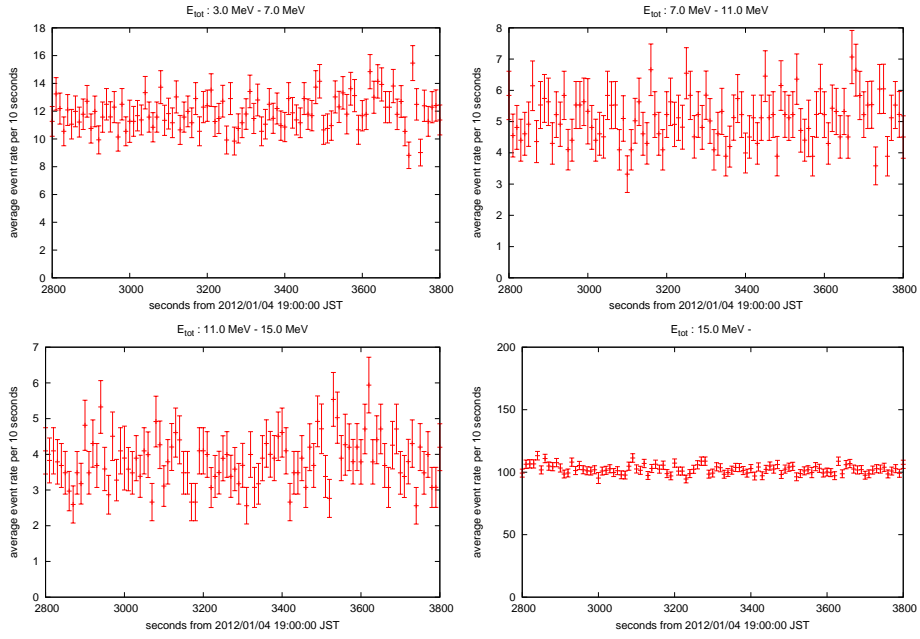 E_tot : 3.0 MeV - 7.0 MeV
average event rate per 10 seconds
18
16
14
12
10
8
6
4
2
0
2800 3000 3200 3400 3600 3800
seconds from 2012/01/04 19:00:00 JST
E_tot : 7.0 MeV - 11.0 MeV
average event rate per 10 seconds
8
7
6
5
4
3
2
1
0
2800 3000 3200 3400 3600 3800
seconds from 2012/01/04 19:00:00 JST
E_tot : 11.0 MeV - 15.0 MeV
average event rate per 10 seconds
7
6
5
4
3
2
1
0
2800 3000 3200 3400 3600 3800
seconds from 2012/01/04 19:00:00 JST
E_tot : 15.0 MeV -
average event rate per 10 seconds
200
150
100
50
0
2800 3000 3200 3400 3600 3800
seconds from 2012/01/04 19:00:00 JST